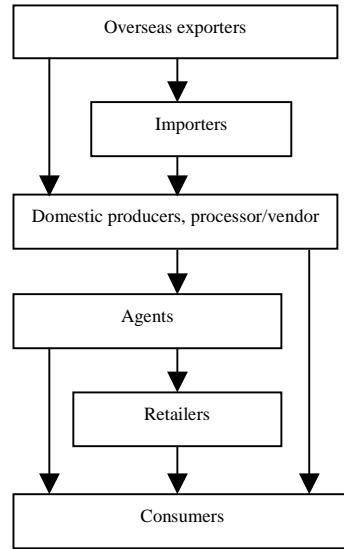 Overseas exporters
Importers
Domestic producers, processor/vendor
Agents
Retailers
Consumers